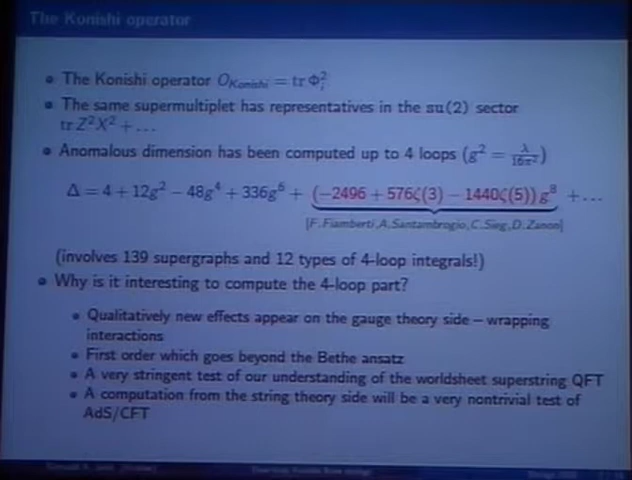 The Konishi operator
• The Konishi operator O_Konishi = tr Φ_i^2
• The same supermultiplet has representatives in the su(2) sector
tr Z^2X^2 + ...
• Anomalous dimension has been computed up to 4 loops (g^2 = λ/16π^2)
Δ = 4 + 12g^2 − 48g^4 + 336g^6 + (−2496 + 576ζ(3) − 1440ζ(5)) g^8 + ...
[F.Fiamberti,A.Santambrogio,C.Sieg,D.Zanon]
(involves 139 supergraphs and 12 types of 4-loop integrals!)
• Why is it interesting to compute the 4-loop part?
• Qualitatively new effects appear on the gauge theory side – wrapping
interactions
• First order which goes beyond the Bethe ansatz
• A very stringent test of our understanding of the worldsheet superstring QFT
• A computation from the string theory side will be a very nontrivial test of
AdS/CFT